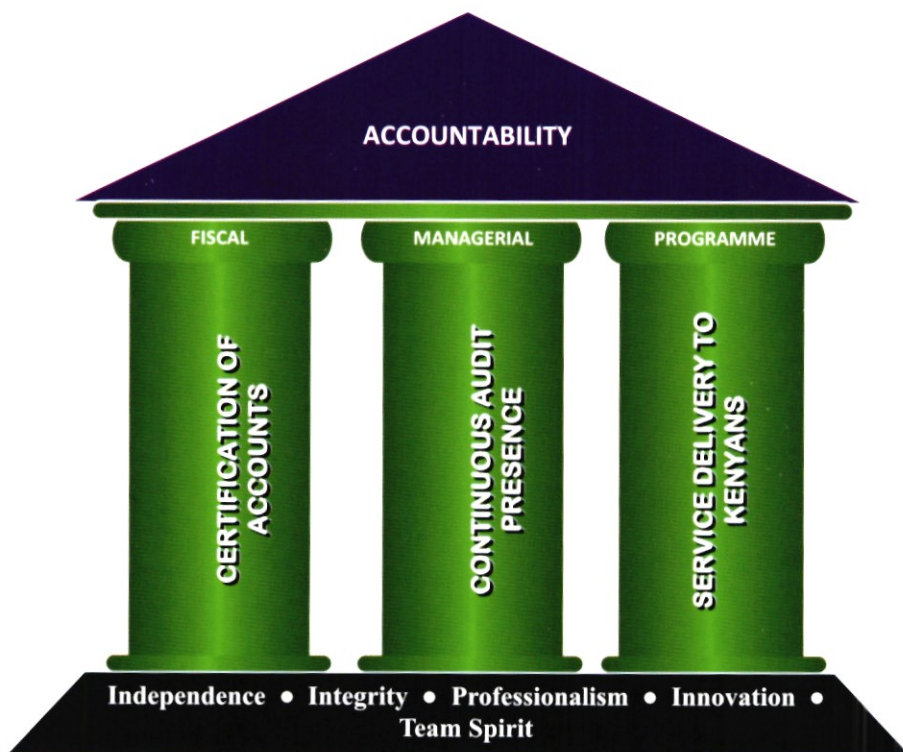 ACCOUNTABILITY
FISCAL
CERTIFICATION OF
ACCOUNTS
MANAGERIAL
CONTINUOUS AUDIT
PRESENCE
PROGRAMME
SERVICE DELIVERY TO
KENYANS
Independence ● Integrity ● Professionalism ● Innovation ●
Team Spirit